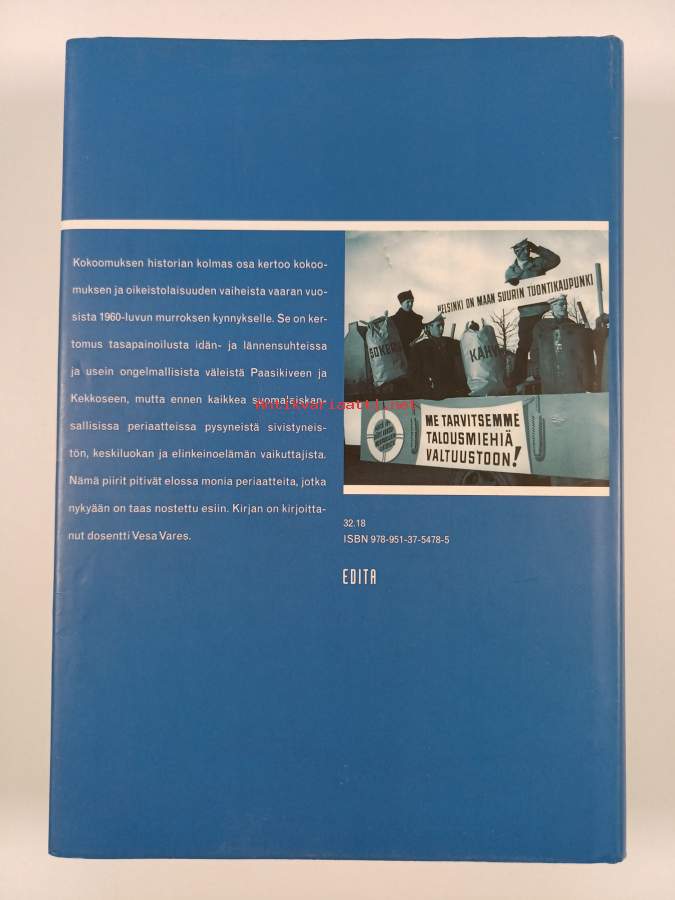 Kokoomuksen historian kolmas osa kertoo kokoo-
muksen ja oikeistolaisuuden vaiheista vaaran vuo-
sista 1960-luvun murroksen kynnykselle. Se on ker-
tomus tasapainoilusta idän- ja lännensuhteissa
ja usein ongelmallisista väleistä Paasikiveen ja
Kekkoseen, mutta ennen kaikkea suomalaiskan-
sallisissa periaatteissa pysyneistä sivistyneis-
tön, keskiluokan ja elinkeinoelämän vaikuttajista.
Nämä piirit pitivät elossa monia periaatteita, jotka
nykyään on taas nostettu esiin. Kirjan on kirjoitta-
nut dosentti Vesa Vares.
HELSINKI ON MAAN SUURIN TUONTIKAUPUNKI
SOKERI
KAHVI
ME TARVITSEMME
TALOUSMIEHIÄ
VALTUUSTOON!
32.18
ISBN 978-951-37-5478-5
EDITA
Antikvariaatti.net